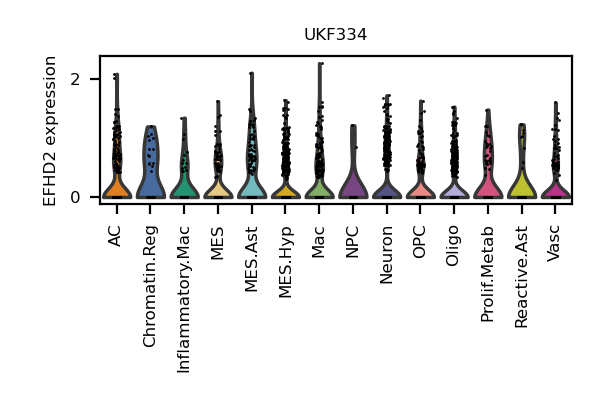 UKF334
EFHD2 expression
2
0
AC
Chromatin.Reg
Inflammatory.Mac
MES
MES.Ast
MES.Hyp
Mac
NPC
Neuron
OPC
Oligo
Prolif.Metab
Reactive.Ast
Vasc